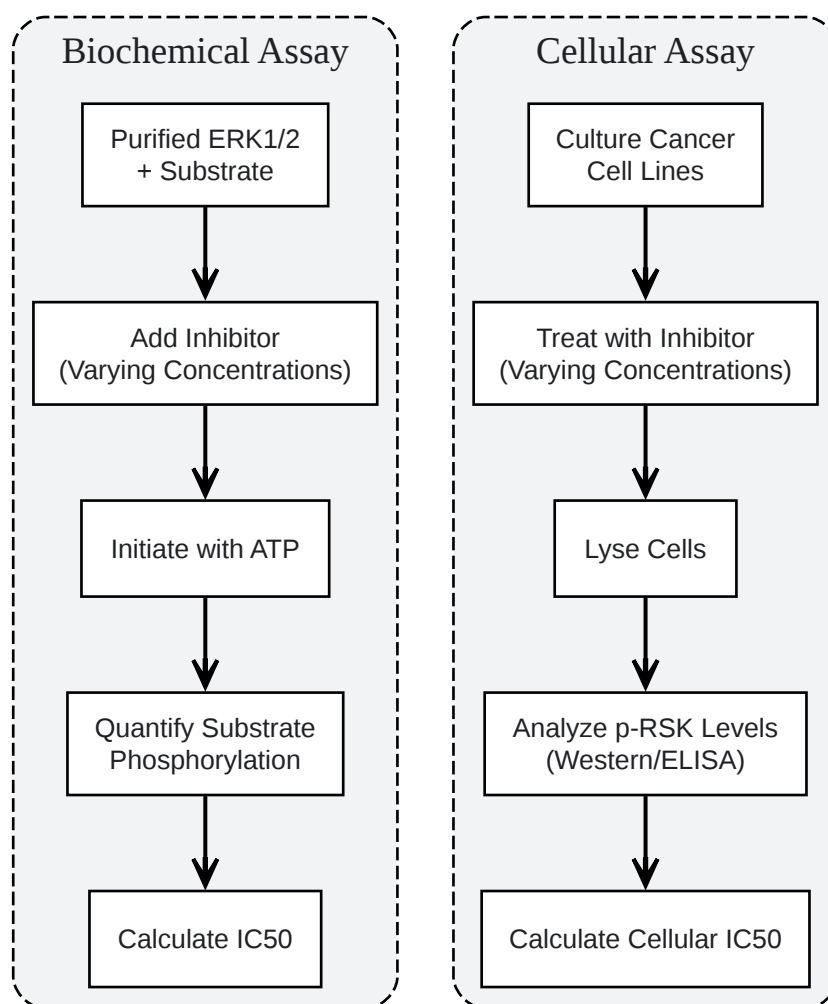 Biochemical Assay
Purified ERK1/2
+ Substrate
Add Inhibitor
(Varying Concentrations)
Initiate with ATP
Quantify Substrate
Phosphorylation
Calculate IC50
Cellular Assay
Culture Cancer
Cell Lines
Treat with Inhibitor
(Varying Concentrations)
Lyse Cells
Analyze p-RSK Levels
(Western/ELISA)
Calculate Cellular IC50